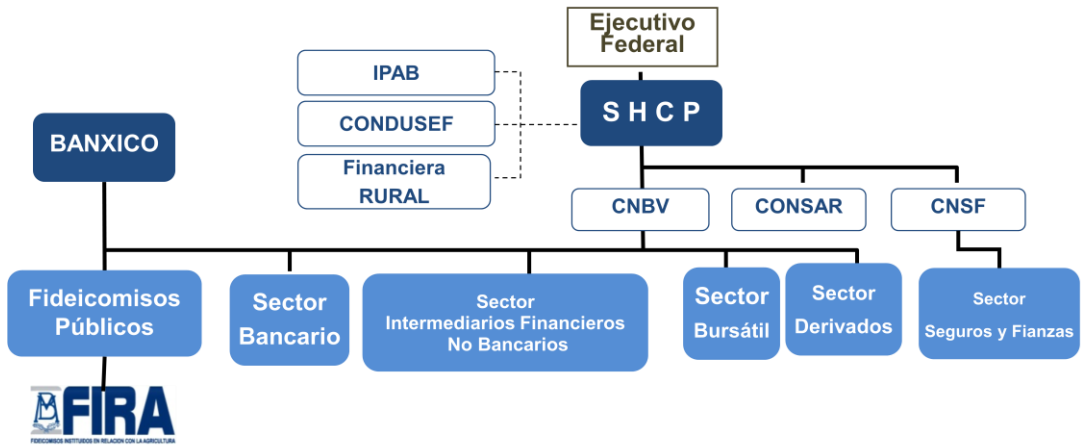 Ejecutivo
Federal
IPAB
S H C P
CONDUSEF
BANXICO
Financiera
RURAL
CNBV
CONSAR
CNSF
Fideicomisos
Públicos
Sector
Bancario
Sector
Intermediarios Financieros
No Bancarios
Sector
Bursátil
Sector
Derivados
Sector
Seguros y Fianzas
FIRA
FIDEICOMISOS INSTITUIDOS EN RELACION CON LA AGRICULTURA